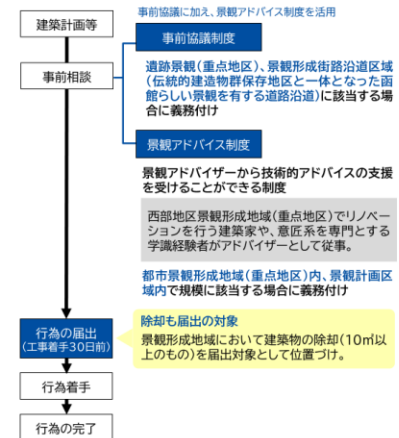 事前協議に加え、景観アドバイス制度を活用
建築計画等
事前協議制度
事前相談
遺跡景観(重点地区)、景観形成街路沿道区域
(伝統的建造物群保存地区と一体となった函
館らしい景観を有する道路沿道)に該当する場
合に義務付け
景観アドバイス制度
景観アドバイザーから技術的アドバイスの支援
を受けることができる制度
西部地区景観形成地域(重点地区)でリノベー
ションを行う建築家や、意匠系を専門とする
学識経験者がアドバイザーとして従事。
都市景観形成地域(重点地区)内、景観計画区
域内で規模に該当する場合に義務付け
行為の届出
(工事着手30日前)
除却も届出の対象
景観形成地域において建築物の除却(10㎡以
上のもの)を届出対象として位置づけ。
行為着手
行為の完了